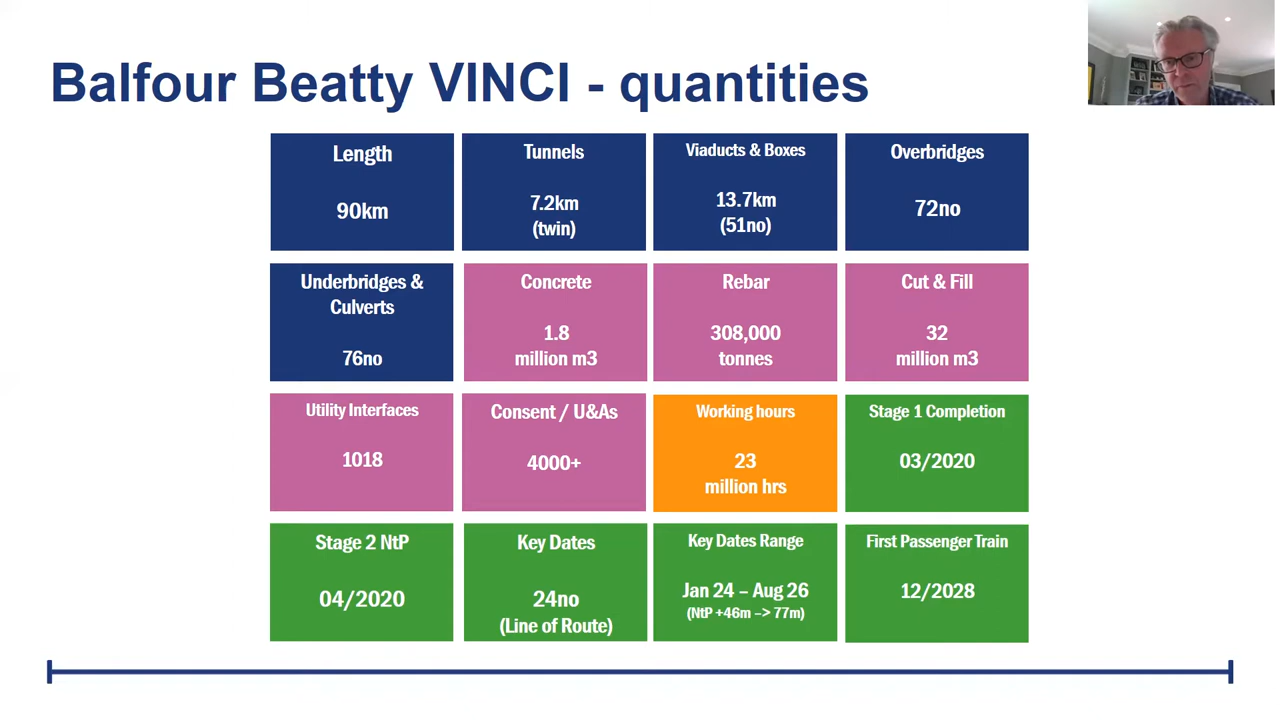 Balfour Beatty VINCI - quantities
Length
90km
Tunnels
7.2km
(twin)
Viaducts & Boxes
13.7km
(51no)
Overbridges
72no
Underbridges &
Culverts
76no
Concrete
1.8
million m3
Rebar
308,000
tonnes
Cut & Fill
32
million m3
Utility Interfaces
1018
Consent / U&As
4000+
Working hours
23
million hrs
Stage 1 Completion
03/2020
Stage 2 NtP
04/2020
Key Dates
24no
(Line of Route)
Key Dates Range
Jan 24 – Aug 26
(NtP +46m –> 77m)
First Passenger Train
12/2028